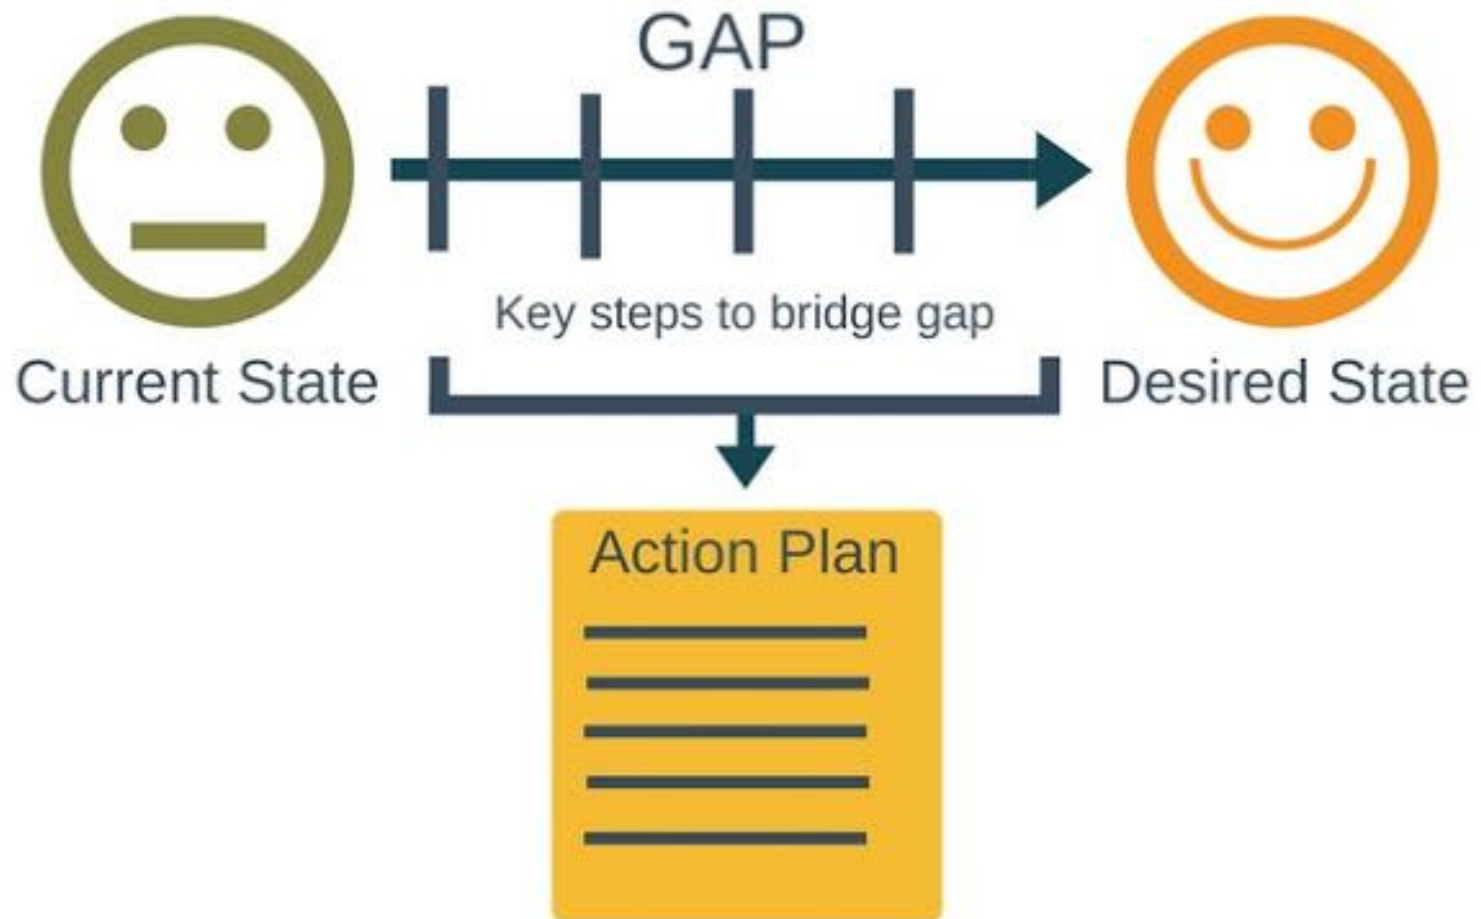 GAP
Key steps to bridge gap
Current State
Desired State
Action Plan